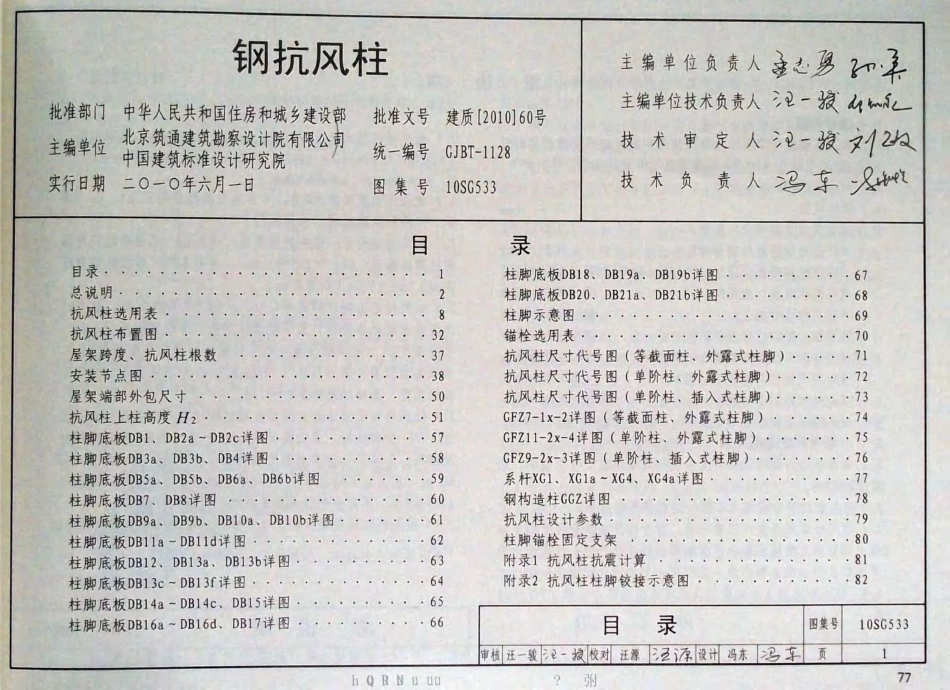 钢抗风柱
批准部门 中华人民共和国住房和城乡建设部 批准文号 建质[2010]60号
主编单位 北京筑通建筑勘察设计院有限公司
中国建筑标准设计研究院
统一编号 GJBT-1128
实行日期 二〇一〇年六月一日 图集号 10SG533
主编单位负责人
主编单位技术负责人 汪一骏
技术审定人 汪一骏
技术负责人 冯东
目 录
目录 1
总说明 2
抗风柱选用表 8
抗风柱布置图 32
屋架跨度、抗风柱根数 37
安装节点图 38
屋架端部外包尺寸 50
抗风柱上柱高度H2 51
柱脚底板DB1、DB2a~DB2c详图 57
柱脚底板DB3a、DB3b、DB4详图 58
柱脚底板DB5a、DB5b、DB6a、DB6b详图 59
柱脚底板DB7、DB8详图 60
柱脚底板DB9a、DB9b、DB10a、DB10b详图 61
柱脚底板DB11a~DB11d详图 62
柱脚底板DB12、DB13a、DB13b详图 63
柱脚底板DB13c~DB13f详图 64
柱脚底板DB14a~DB14c、DB15详图 65
柱脚底板DB16a~DB16d、DB17详图 66
柱脚底板DB18、DB19a、DB19b详图 67
柱脚底板DB20、DB21a、DB21b详图 68
柱脚示意图 69
锚栓选用表 70
抗风柱尺寸代号图(等截面柱、外露式柱脚) 71
抗风柱尺寸代号图(单阶柱、外露式柱脚) 72
抗风柱尺寸代号图(单阶柱、插入式柱脚) 73
GFZ7-1x-2详图(等截面柱、外露式柱脚) 74
GFZ11-2x-4详图(单阶柱、外露式柱脚) 75
GFZ9-2x-3详图(单阶柱、插入式柱脚) 76
系杆XG1、XG1a~XG4、XG4a详图 77
钢构造柱GGZ详图 78
抗风柱设计参数 79
柱脚锚栓固定支架 80
附录1 抗风柱抗震计算 81
附录2 抗风柱柱脚铰接示意图 82
目 录 图集号 10SG533
审核 汪一骏 汪一骏 校对 汪源 汪源 设计 冯东 冯东 页 1
77